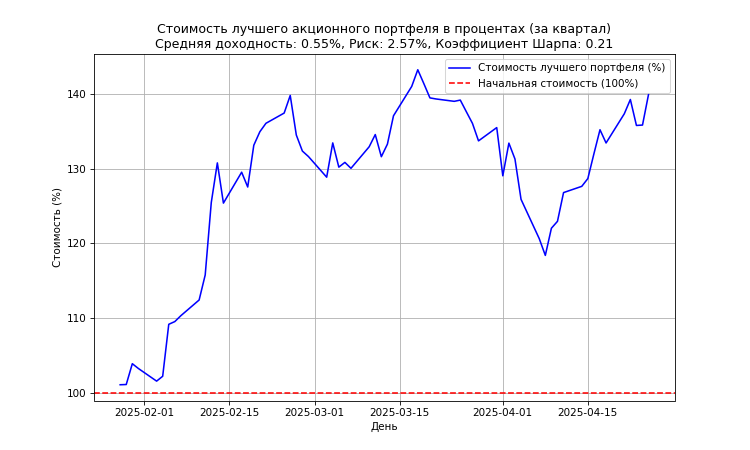 Стоимость лучшего акционного портфеля в процентах (за квартал)
Средняя доходность: 0.55%, Риск: 2.57%, Коэффициент Шарпа: 0.21
Стоимость лучшего портфеля (%)
Начальная стоимость (100%)
Стоимость (%)
140
130
120
110
100
2025-02-01 2025-02-15 2025-03-01 2025-03-15 2025-04-01 2025-04-15
День